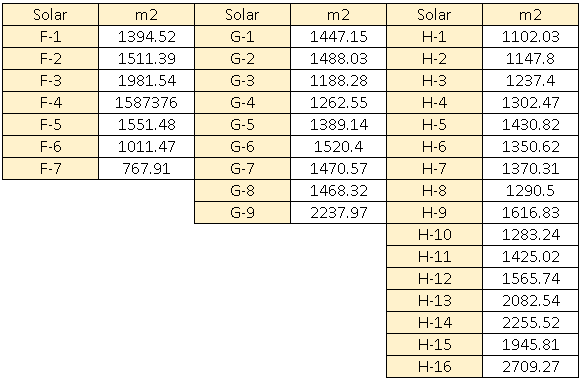 Solar m2 Solar m2 Solar m2
F-1 1394.52 G-1 1447.15 H-1 1102.03
F-2 1511.39 G-2 1488.03 H-2 1147.8
F-3 1981.54 G-3 1188.28 H-3 1237.4
F-4 1587376 G-4 1262.55 H-4 1302.47
F-5 1551.48 G-5 1389.14 H-5 1430.82
F-6 1011.47 G-6 1520.4 H-6 1350.62
F-7 767.91 G-7 1470.57 H-7 1370.31
G-8 1468.32 H-8 1290.5
G-9 2237.97 H-9 1616.83
H-10 1283.24
H-11 1425.02
H-12 1565.74
H-13 2082.54
H-14 2255.52
H-15 1945.81
H-16 2709.27